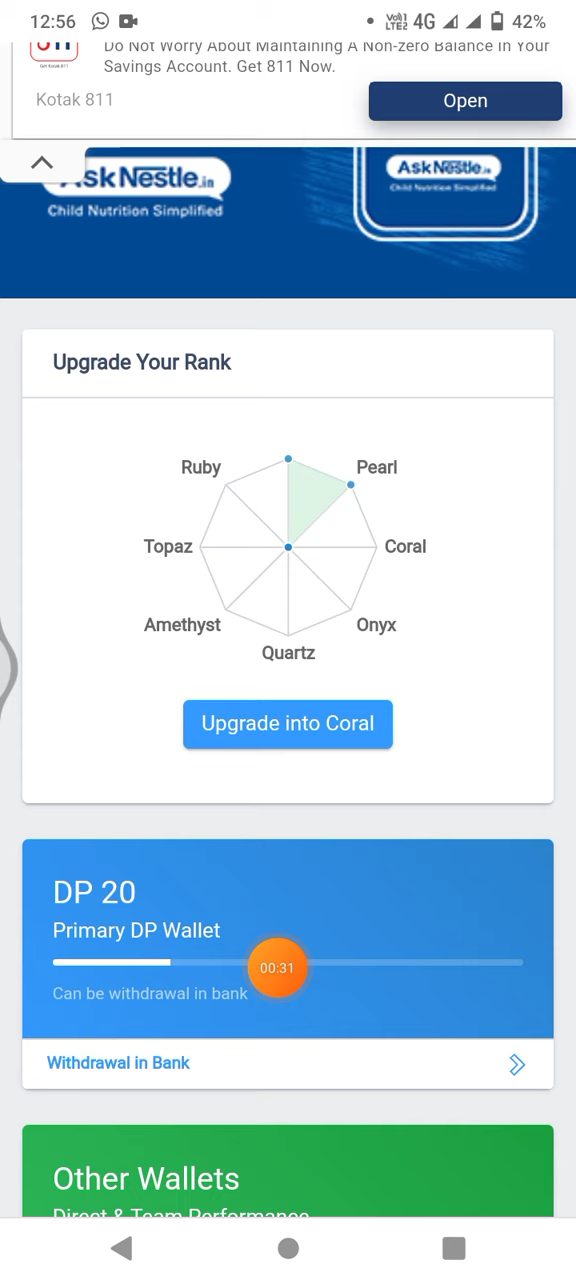 12:56
4G
42%
Do Not Worry About Maintaining A Non-zero Balance In Your
Savings Account. Get 811 Now.
Kotak 811
Open
AskNestle.in
Child Nutrition Simplified
AskNestle.in
Child Nutrition Simplified
Upgrade Your Rank
Ruby
Pearl
Topaz
Coral
Amethyst
Onyx
Quartz
Upgrade into Coral
DP 20
Primary DP Wallet
00:31
Can be withdrawal in bank
Withdrawal in Bank
Other Wallets
Direct & Team Performance